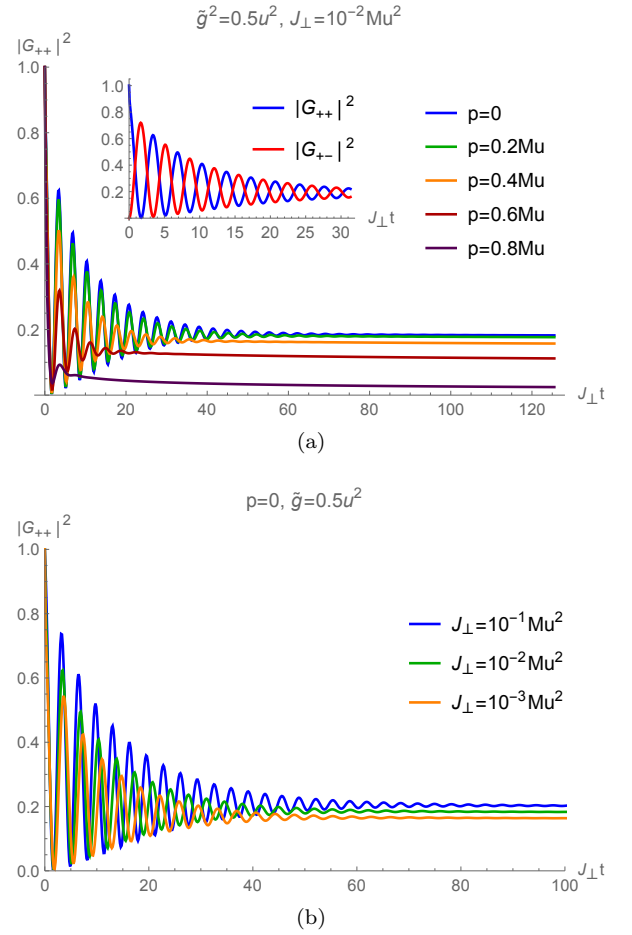 g̃²=0.5u², J⊥=10⁻²Mu²
|G₊₊|²
1.0
0.8
0.6
0.4
0.2
0 20 40 60 80 100 120
J⊥t
1.0
0.8
0.6
0.4
0.2
0 5 10 15 20 25 30
J⊥t
|G₊₊|²
|G₊₋|²
p=0
p=0.2Mu
p=0.4Mu
p=0.6Mu
p=0.8Mu
(a)
p=0, g̃=0.5u²
|G₊₊|²
1.0
0.8
0.6
0.4
0.2
0.0
0 20 40 60 80 100
J⊥t
J⊥=10⁻¹Mu²
J⊥=10⁻²Mu²
J⊥=10⁻³Mu²
(b)